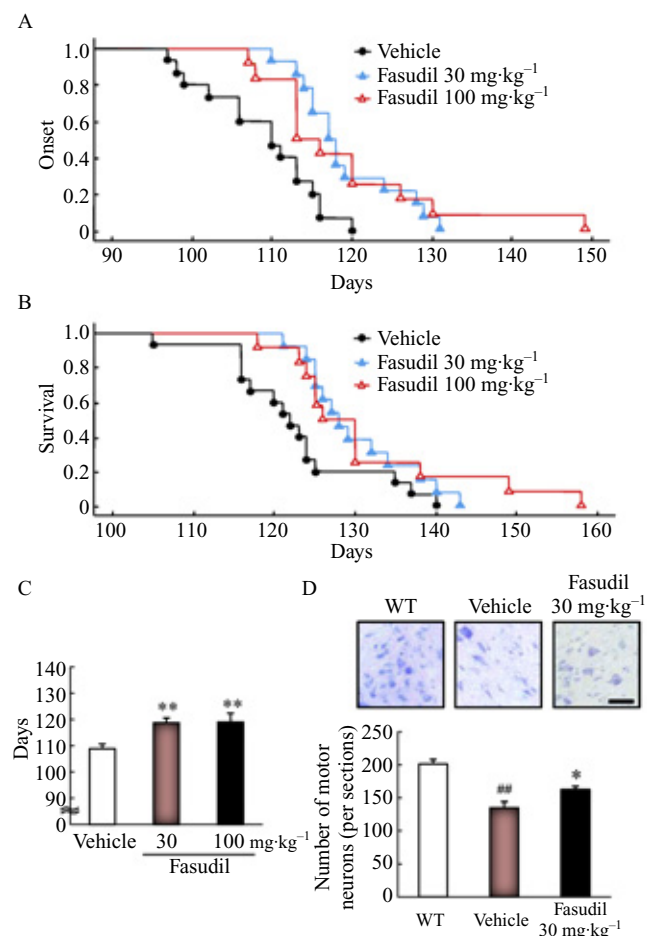 A
1.0
0.8
0.6
0.4
0.2
0
Onset
Vehicle
Fasudil 30 mg·kg⁻¹
Fasudil 100 mg·kg⁻¹
90 100 110 120 130 140 150
Days
B
1.0
0.8
0.6
0.4
0.2
0
Survival
Vehicle
Fasudil 30 mg·kg⁻¹
Fasudil 100 mg·kg⁻¹
100 110 120 130 140 150 160
Days
C
140
130
120
110
100
90
0
Days
** **
Vehicle 30 100 mg·kg⁻¹
Fasudil
D
WT Vehicle Fasudil
30 mg·kg⁻¹
250
200
150
100
50
0
Number of motor
neurons (per sections)
## *
WT Vehicle Fasudil
30 mg·kg⁻¹